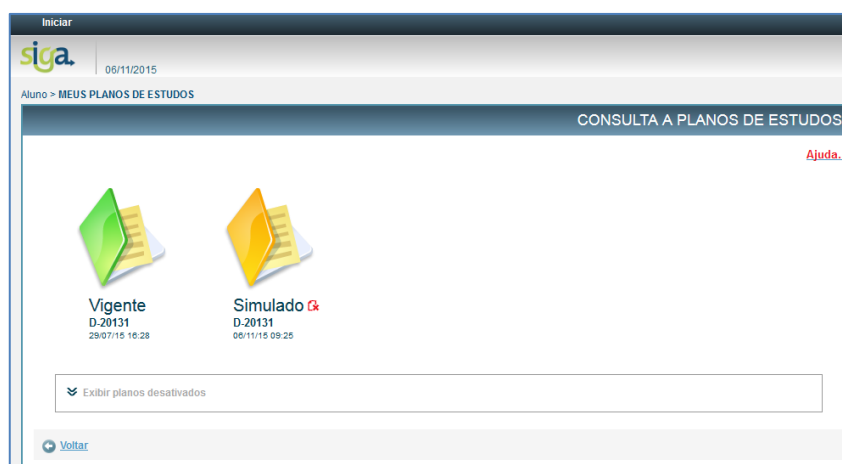 Iniciar
siga
06/11/2015
Aluno > MEUS PLANOS DE ESTUDOS
CONSULTA A PLANOS DE ESTUDOS
Ajuda.
Vigente
D-20131
29/07/15 16:28
Simulado
D-20131
06/11/15 09:25
Exibir planos desativados
Voltar